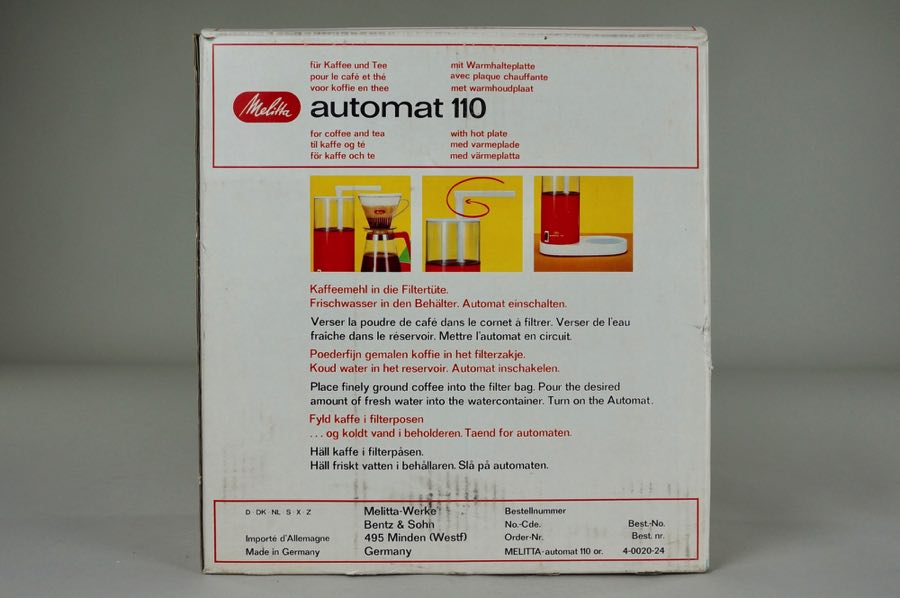 für Kaffee und Tee
pour le café et thé
voor koffie en thee
mit Warmhalteplatte
avec plaque chauffante
met warmhoudplaat
Melitta automat 110
for coffee and tea
til kaffe og té
för kaffe och te
with hot plate
med varmeplade
med värmeplatta
Kaffeemehl in die Filtertüte.
Frischwasser in den Behälter. Automat einschalten.
Verser la poudre de café dans le cornet à filtrer. Verser de l'eau
fraîche dans le réservoir. Mettre l'automat en circuit.
Poederfijn gemalen koffie in het filterzakje.
Koud water in het reservoir. Automat inschakelen.
Place finely ground coffee into the filter bag. Pour the desired
amount of fresh water into the watercontainer. Turn on the Automat.
Fyld kaffe i filterposen
... og koldt vand i beholderen. Taend for automaten.
Häll kaffe i filterpåsen.
Häll friskt vatten i behållaren. Slå på automaten.
D · DK · NL · S · X · Z
Importé d'Allemagne
Made in Germany
Melitta-Werke
Bentz & Sohn
495 Minden (Westf)
Germany
Bestellnummer
No.-Cde. Best.-No.
Order-Nr. Best. nr.
MELITTA-automat 110 or. 4-0020-24